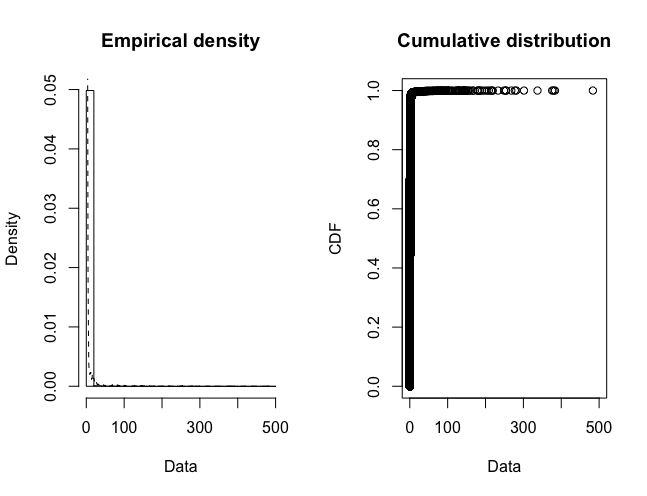 Empirical density
Density
0.00 0.01 0.02 0.03 0.04 0.05
0 100 300 500
Data
Cumulative distribution
CDF
0.0 0.2 0.4 0.6 0.8 1.0
0 100 300 500
Data